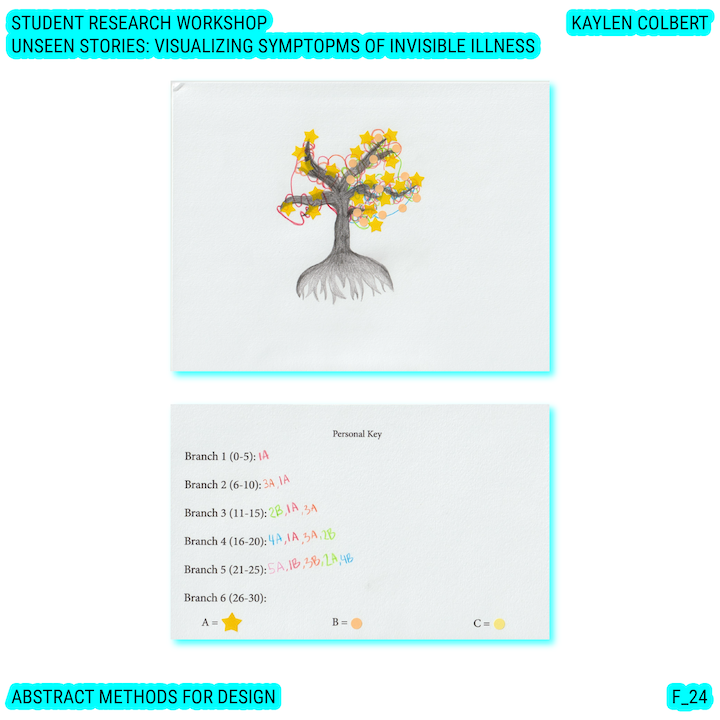 STUDENT RESEARCH WORKSHOP
KAYLEN COLBERT
UNSEEN STORIES: VISUALIZING SYMPTOPMS OF INVISIBLE ILLNESS
Personal Key
Branch 1 (0-5): 1A
Branch 2 (6-10): 3A, 1A
Branch 3 (11-15): 2B, 1A, 3A
Branch 4 (16-20): 4A, 1A, 3A, 2B
Branch 5 (21-25): 5A, 1B, 3B, 2A, 4B
Branch 6 (26-30):
A = B = C =
ABSTRACT METHODS FOR DESIGN
F_24